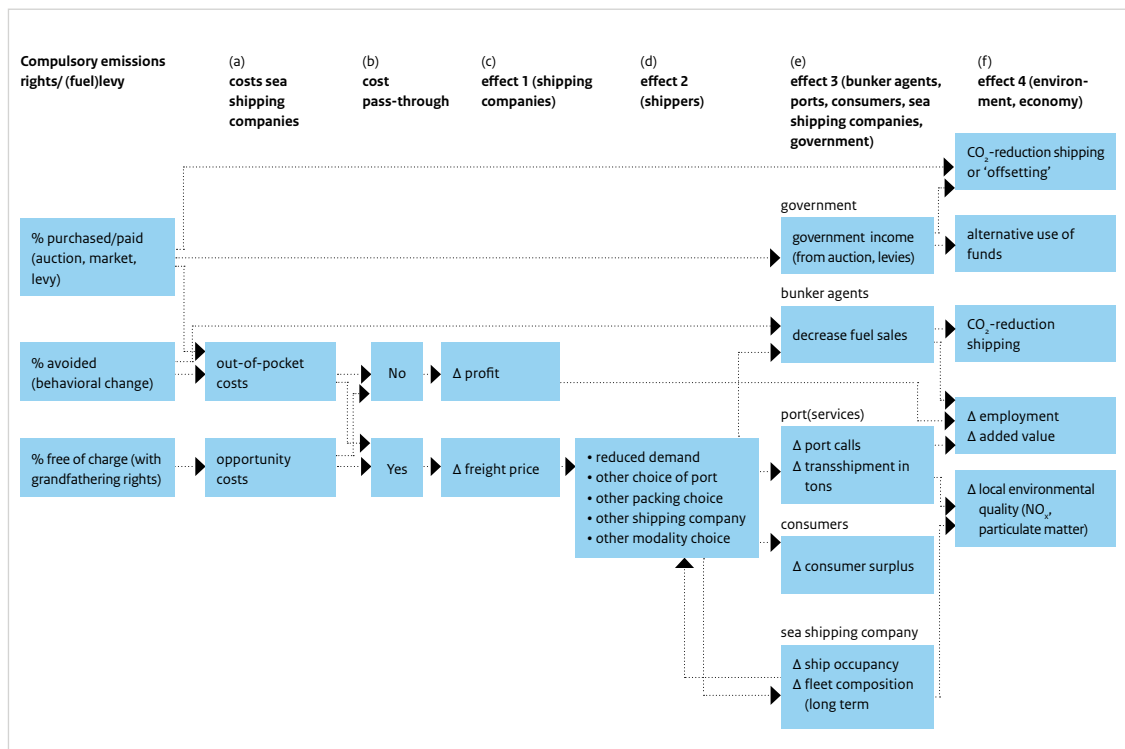 Compulsory emissions
rights/ (fuel)levy
(a)
costs sea
shipping
companies
(b)
cost
pass-through
(c)
effect 1 (shipping
companies)
(d)
effect 2
(shippers)
(e)
effect 3 (bunker agents,
ports, consumers, sea
shipping companies,
government)
(f)
effect 4 (environ-
ment, economy)
% purchased/paid
(auction, market,
levy)
% avoided
(behavioral change)
% free of charge (with
grandfathering rights)
out-of-pocket
costs
opportunity
costs
No
Yes
Δ profit
Δ freight price
• reduced demand
• other choice of port
• other packing choice
• other shipping company
• other modality choice
government
government income
(from auction, levies)
bunker agents
decrease fuel sales
port(services)
Δ port calls
Δ transshipment in
tons
consumers
Δ consumer surplus
sea shipping company
Δ ship occupancy
Δ fleet composition
(long term
CO₂-reduction shipping
or ‘offsetting’
alternative use of
funds
CO₂-reduction
shipping
Δ employment
Δ added value
Δ local environmental
quality (NOₓ,
particulate matter)